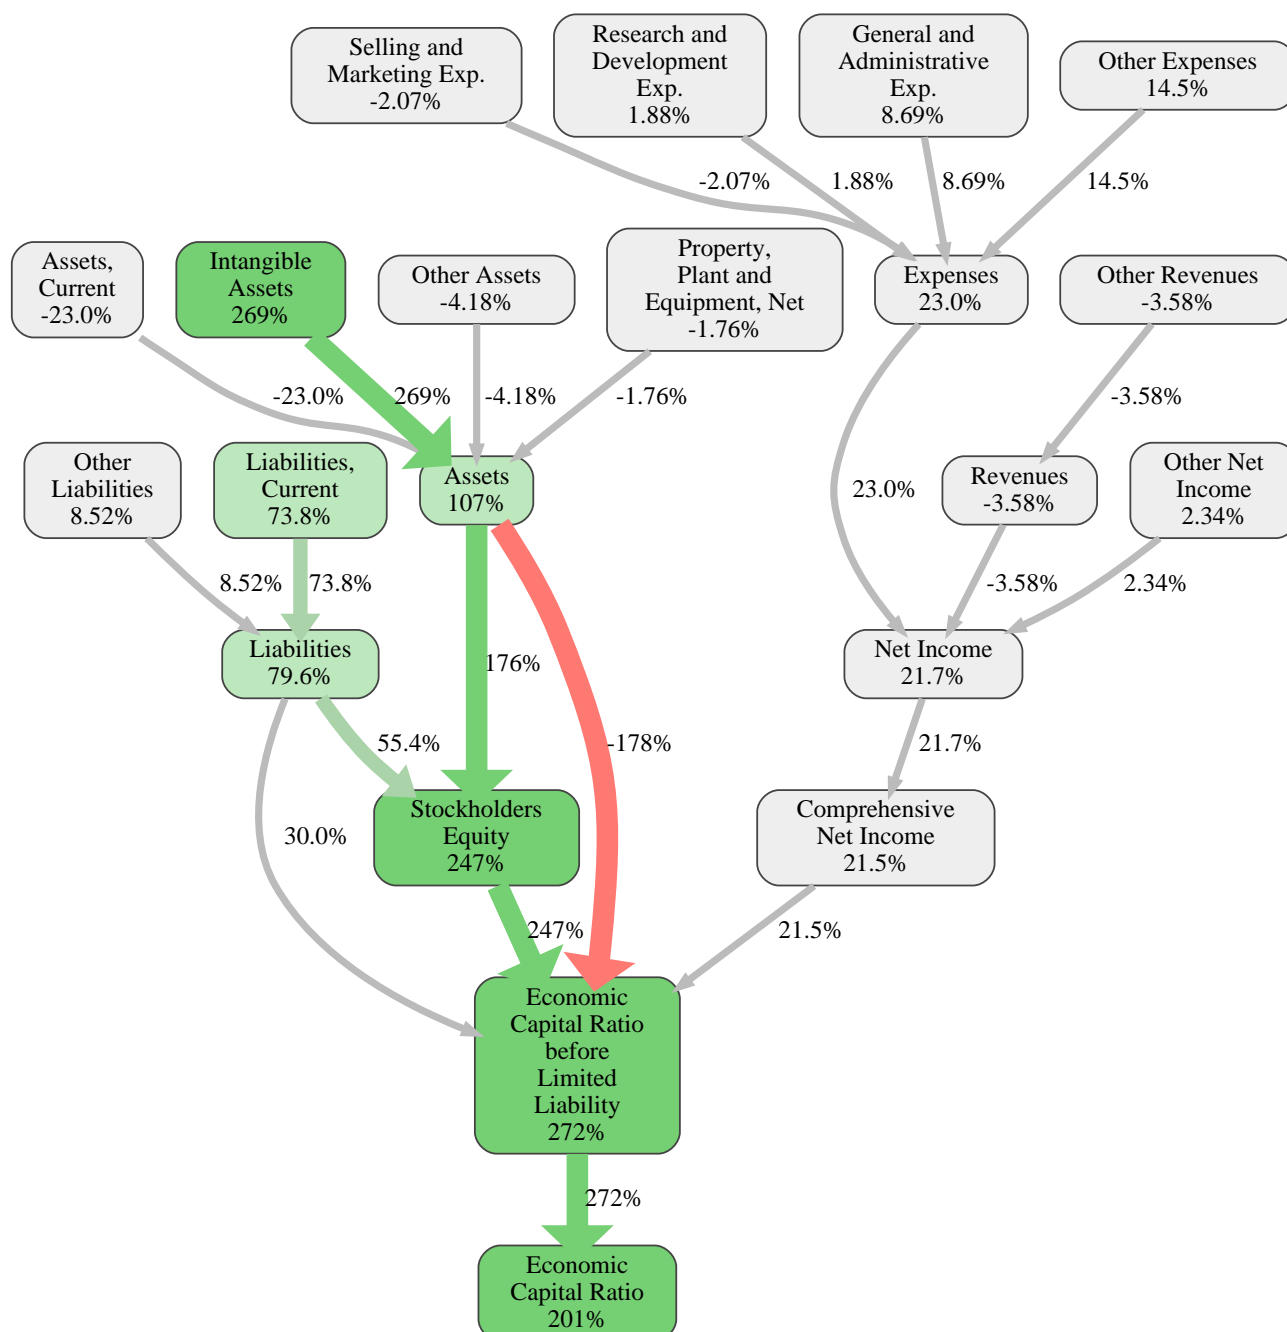 Selling and
Marketing Exp.
-2.07%
Research and
Development
Exp.
1.88%
General and
Administrative
Exp.
8.69%
Other Expenses
14.5%
-2.07%
1.88%
8.69%
14.5%
Assets,
Current
-23.0%
Intangible
Assets
269%
Other Assets
-4.18%
Property,
Plant and
Equipment, Net
-1.76%
Expenses
23.0%
Other Revenues
-3.58%
-23.0%
269%
-4.18%
-1.76%
-3.58%
Other
Liabilities
8.52%
Liabilities,
Current
73.8%
Assets
107%
23.0%
Revenues
-3.58%
Other Net
Income
2.34%
8.52%
73.8%
-3.58%
2.34%
Liabilities
79.6%
176%
Net Income
21.7%
55.4%
-178%
21.7%
30.0%
Stockholders
Equity
247%
Comprehensive
Net Income
21.5%
247%
21.5%
Economic
Capital Ratio
before
Limited
Liability
272%
272%
Economic
Capital Ratio
201%